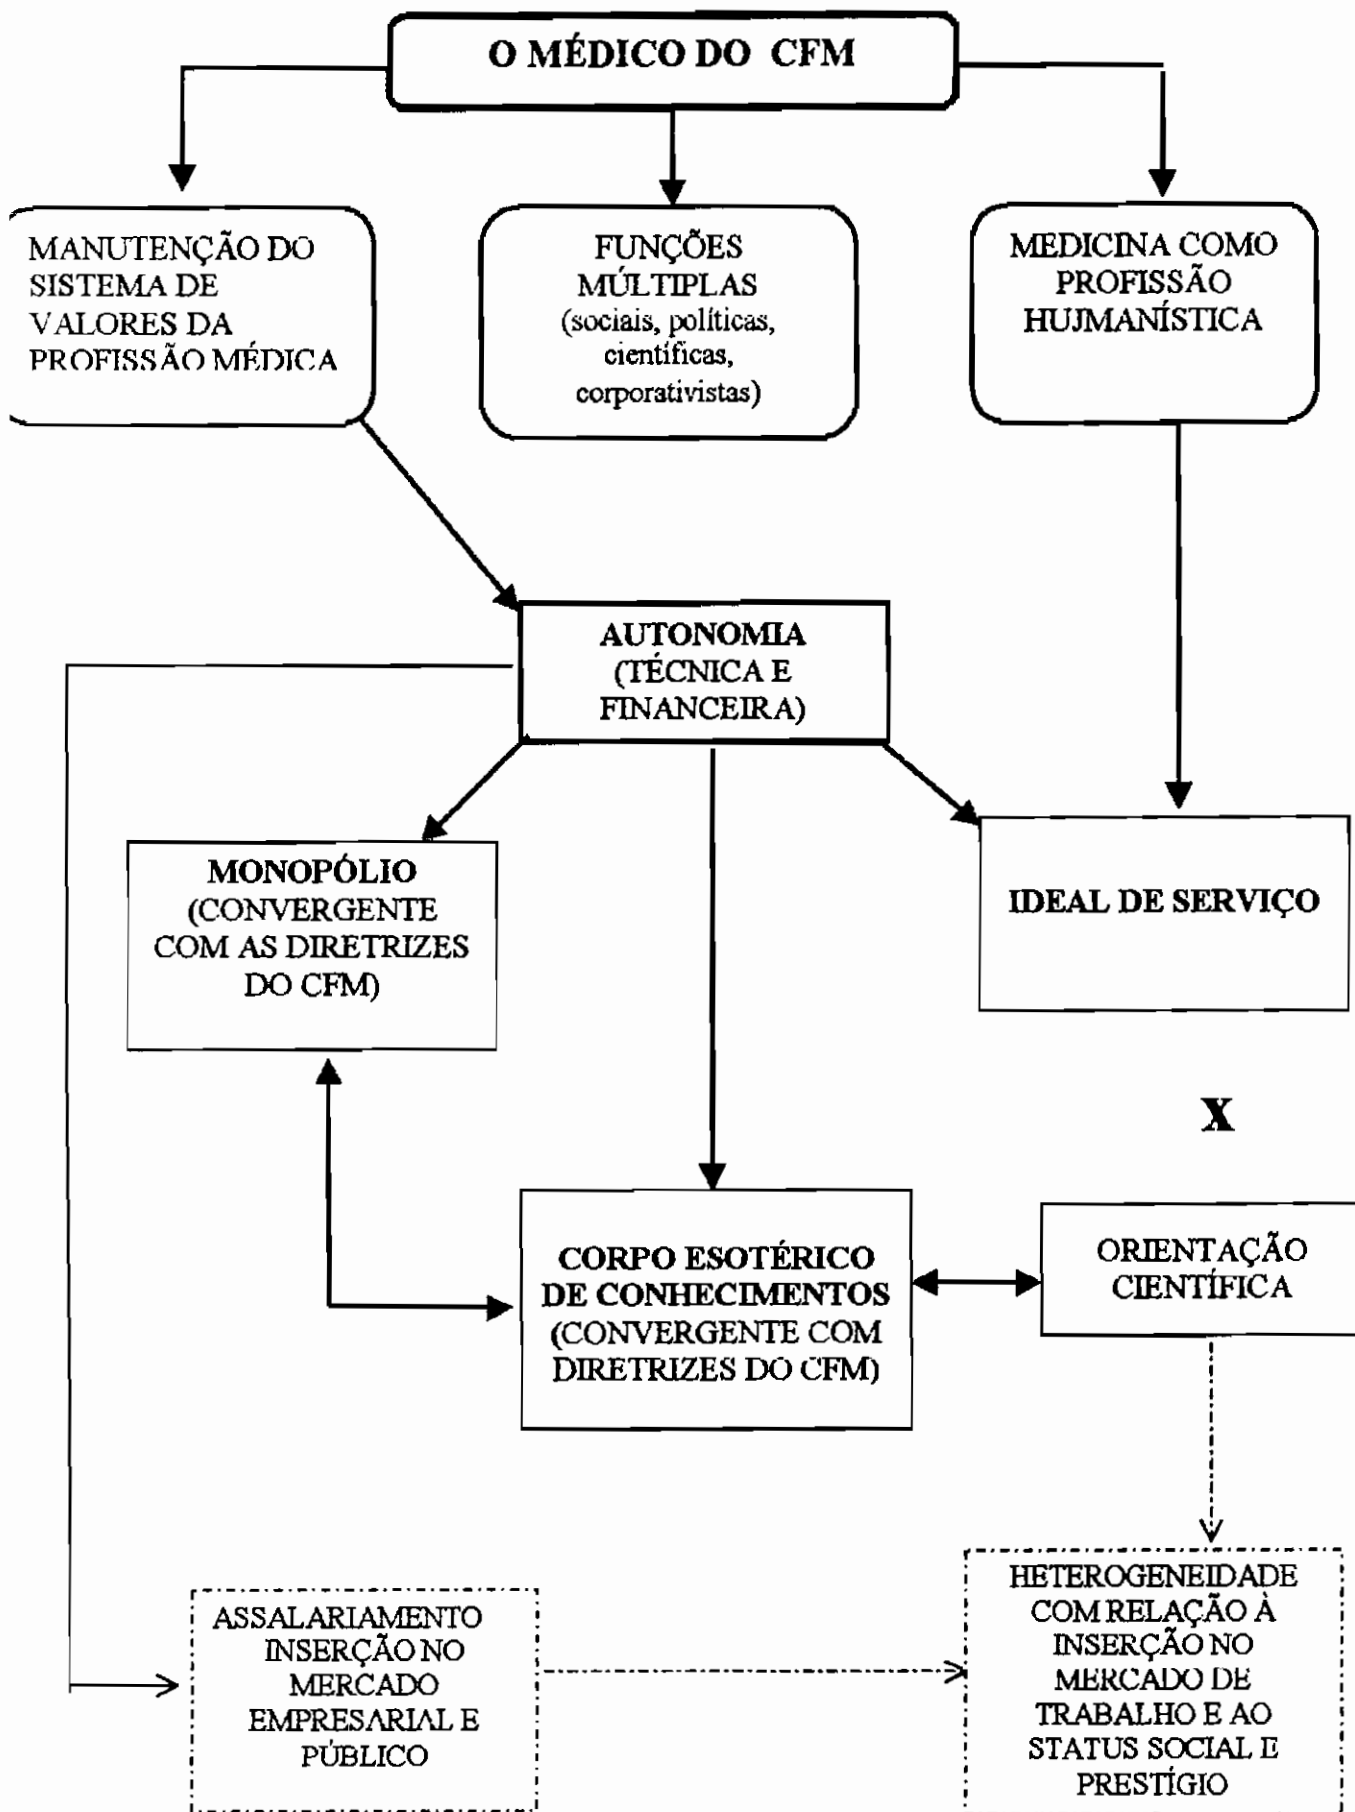 O MÉDICO DO CFM
MANUTENÇÃO DO
SISTEMA DE
VALORES DA
PROFISSÃO MÉDICA
FUNÇÕES
MÚLTIPLAS
(sociais, políticas,
científicas,
corporativistas)
MEDICINA COMO
PROFISSÃO
HUJMANÍSTICA
AUTONOMIA
(TÉCNICA E
FINANCEIRA)
MONOPÓLIO
(CONVERGENTE
COM AS DIRETRIZES
DO CFM)
IDEAL DE SERVIÇO
X
CORPO ESOTÉRICO
DE CONHECIMENTOS
(CONVERGENTE COM
DIRETRIZES DO CFM)
ORIENTAÇÃO
CIENTÍFICA
ASSALARIAMENTO
INSERÇÃO NO
MERCADO
EMPRESARIAL E
PÚBLICO
HETEROGENEIDADE
COM RELAÇÃO À
INSERÇÃO NO
MERCADO DE
TRABALHO E AO
STATUS SOCIAL E
PRESTÍGIO